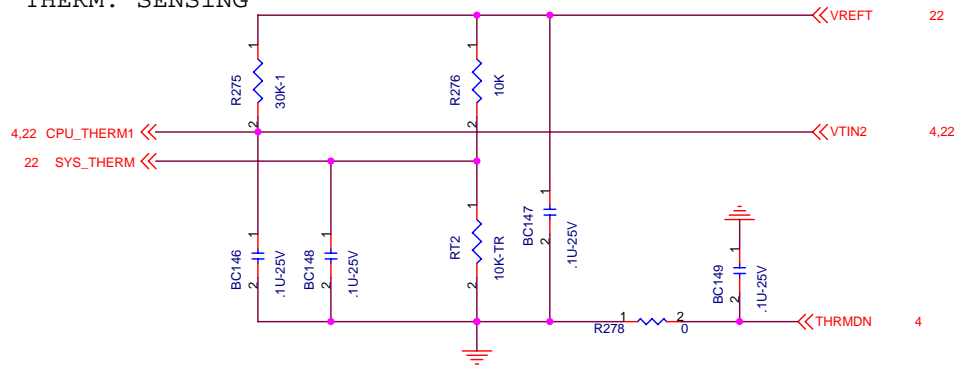 THERM. SENSING
VREFT 22
1 1
R275 30K-1 R276 10K
2 2
4,22 CPU_THERM1 VTIN2 4,22
22 SYS_THERM
1 1 1 1 1
BC146 .1U-25V BC148 .1U-25V RT2 10K-TR BC147 .1U-25V BC149 .1U-25V
2 2 2 2 2
1 2
R278 0 THRMDN 4